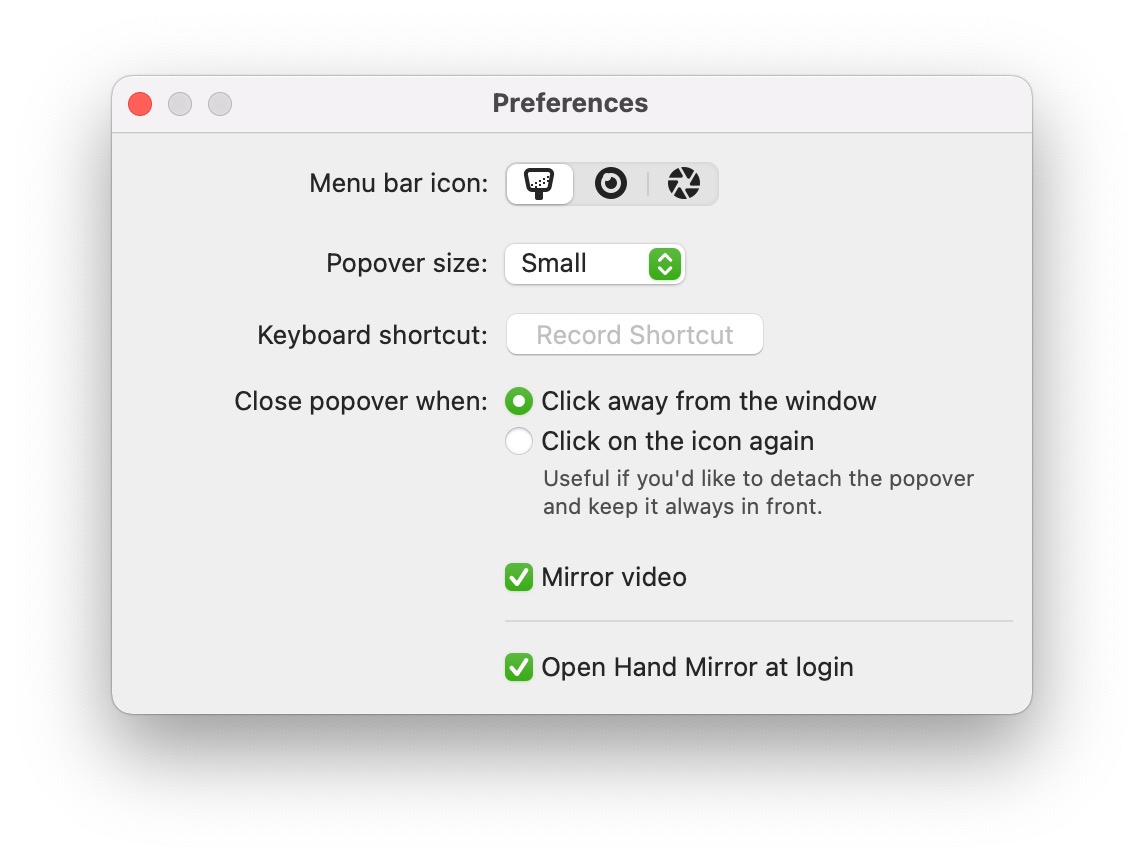 Preferences
Menu bar icon:
Popover size: Small
Keyboard shortcut: Record Shortcut
Close popover when: Click away from the window
Click on the icon again
Useful if you'd like to detach the popover
and keep it always in front.
Mirror video
Open Hand Mirror at login